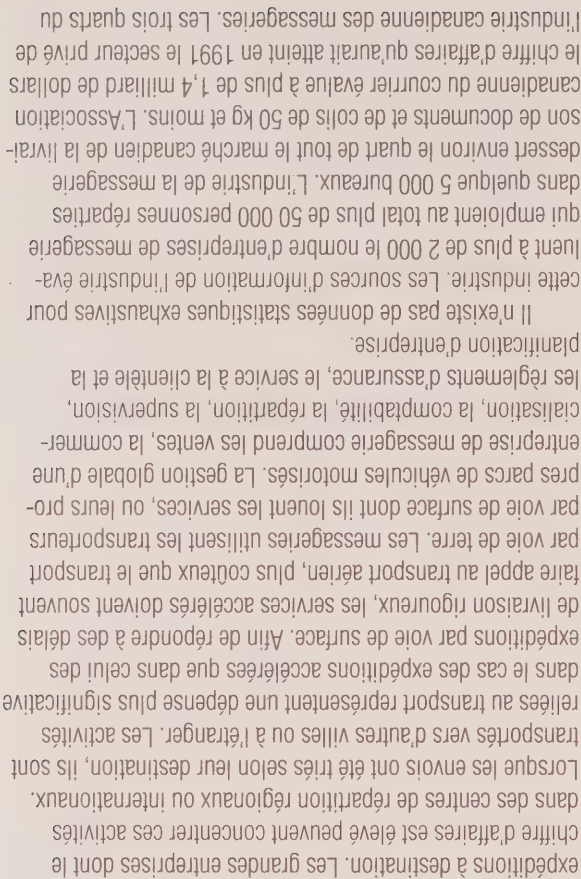 expéditions à destination. Les grandes entreprises dont le
chiffre d'affaires est élevé peuvent concentrer ces activités
dans des centres de répartition régionaux ou internationaux.
Lorsque les envois ont été triés selon leur destination, ils sont
transportés vers d'autres villes ou à l'étranger. Les activités
reliées au transport représentent une dépense plus significative
dans le cas des expéditions accélérées que dans celui des
expéditions par voie de surface. Afin de répondre à des délais
de livraison rigoureux, les services accélérés doivent souvent
faire appel au transport aérien, plus coûteux que le transport
par voie de terre. Les messageries utilisent les transporteurs
par voie de surface dont ils louent les services, ou leurs pro-
pres parcs de véhicules motorisés. La gestion globale d'une
entreprise de messagerie comprend les ventes, la commer-
cialisation, la comptabilité, la répartition, la supervision,
les règlements d'assurance, le service à la clientèle et la
planification d'entreprise.
Il n'existe pas de données statistiques exhaustives pour
cette industrie. Les sources d'information de l'industrie éva-
luent à plus de 2 000 le nombre d'entreprises de messagerie
qui emploient au total plus de 50 000 personnes réparties
dans quelque 5 000 bureaux. L'industrie de la messagerie
dessert environ le quart de tout le marché canadien de la livrai-
son de documents et de colis de 50 kg et moins. L'Association
canadienne du courrier évalue à plus de 1,4 milliard de dollars
le chiffre d'affaires qu'aurait atteint en 1991 le secteur privé de
l'industrie canadienne des messageries. Les trois quarts du